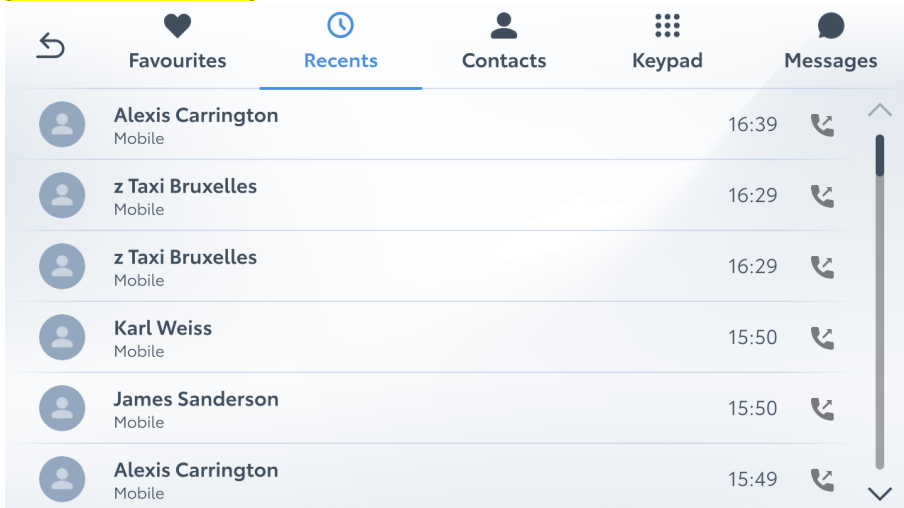 Favourites
Recents
Contacts
Keypad
Messages
Alexis Carrington
Mobile
16:39
z Taxi Bruxelles
Mobile
16:29
z Taxi Bruxelles
Mobile
16:29
Karl Weiss
Mobile
15:50
James Sanderson
Mobile
15:50
Alexis Carrington
Mobile
15:49